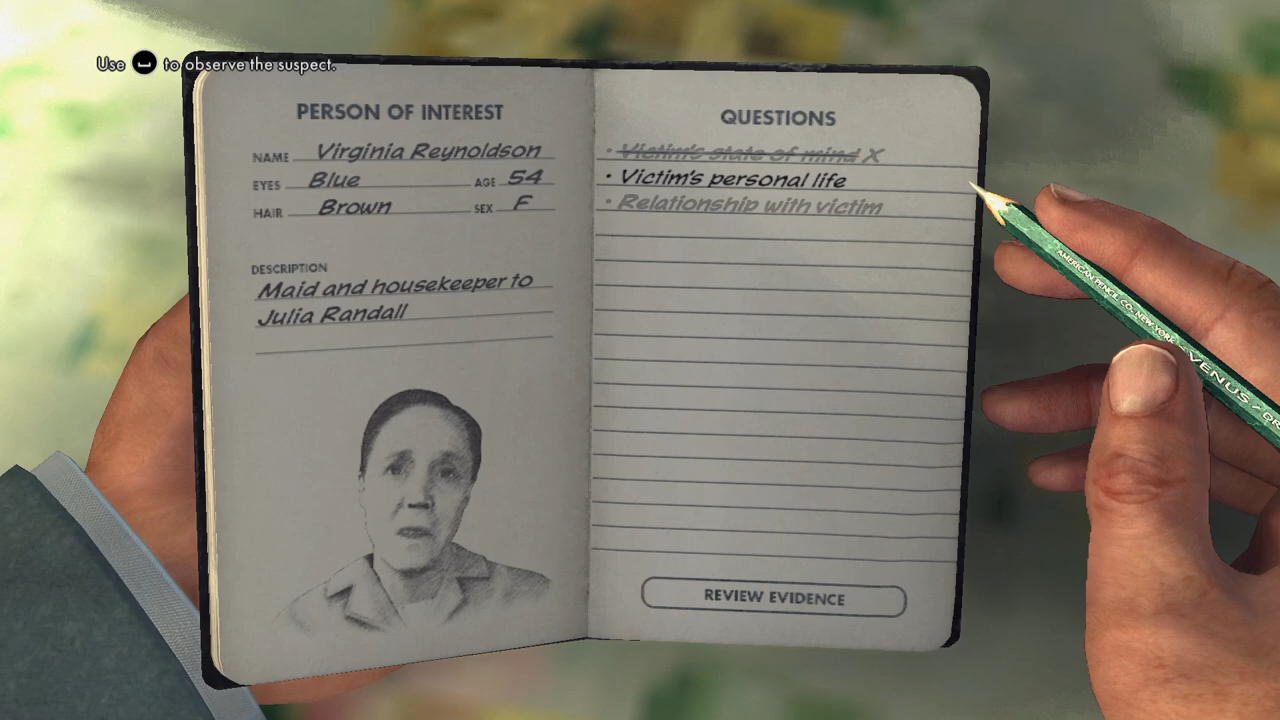 Use to observe the suspect.
PERSON OF INTEREST
NAME Virginia Reynoldson
EYES Blue AGE 54
HAIR Brown SEX F
DESCRIPTION
Maid and housekeeper to
Julia Randall
QUESTIONS
• Victim's state of mind X
• Victim's personal life
• Relationship with victim
REVIEW EVIDENCE
AMERICAN PENCIL CO. NEW YORK VENUS